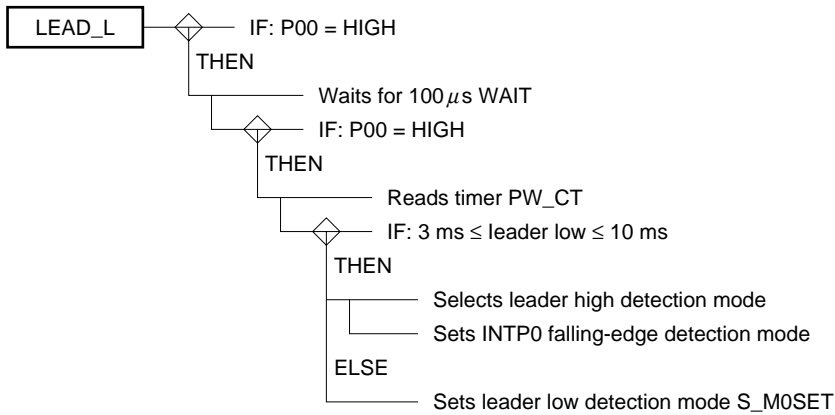 LEAD_L
IF: P00 = HIGH
THEN
Waits for 100 μs WAIT
IF: P00 = HIGH
THEN
Reads timer PW_CT
IF: 3 ms ≤ leader low ≤ 10 ms
THEN
Selects leader high detection mode
Sets INTP0 falling-edge detection mode
ELSE
Sets leader low detection mode S_M0SET